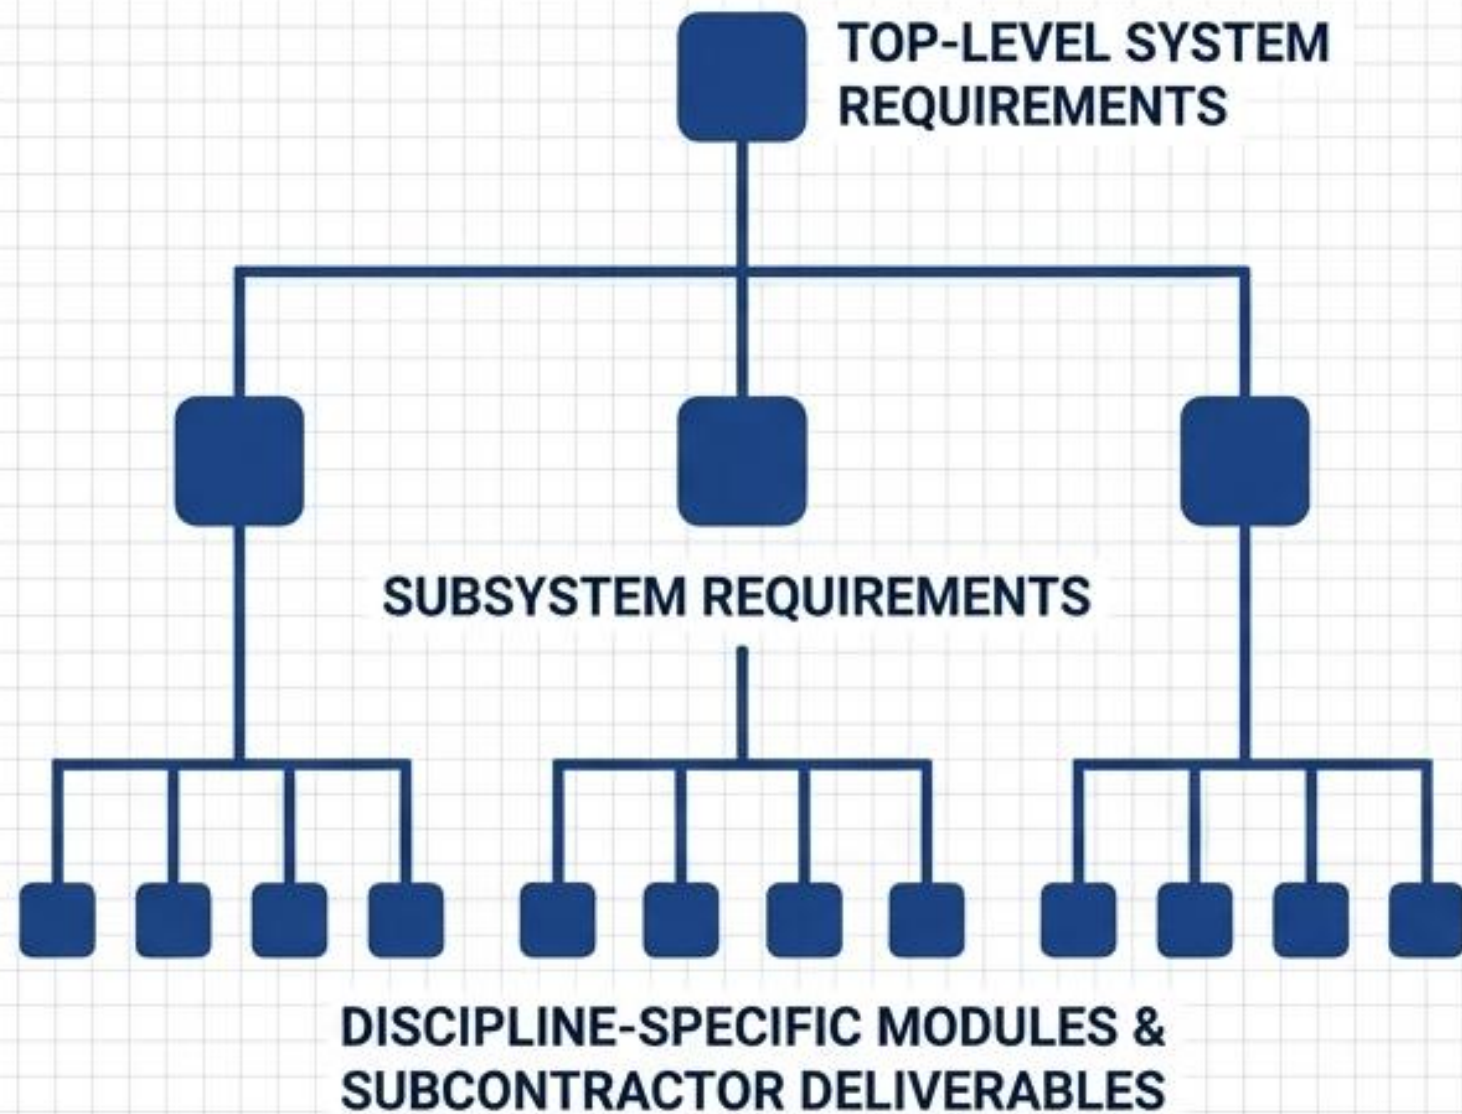 TOP-LEVEL SYSTEM
REQUIREMENTS
SUBSYSTEM REQUIREMENTS
DISCIPLINE-SPECIFIC MODULES &
SUBCONTRACTOR DELIVERABLES